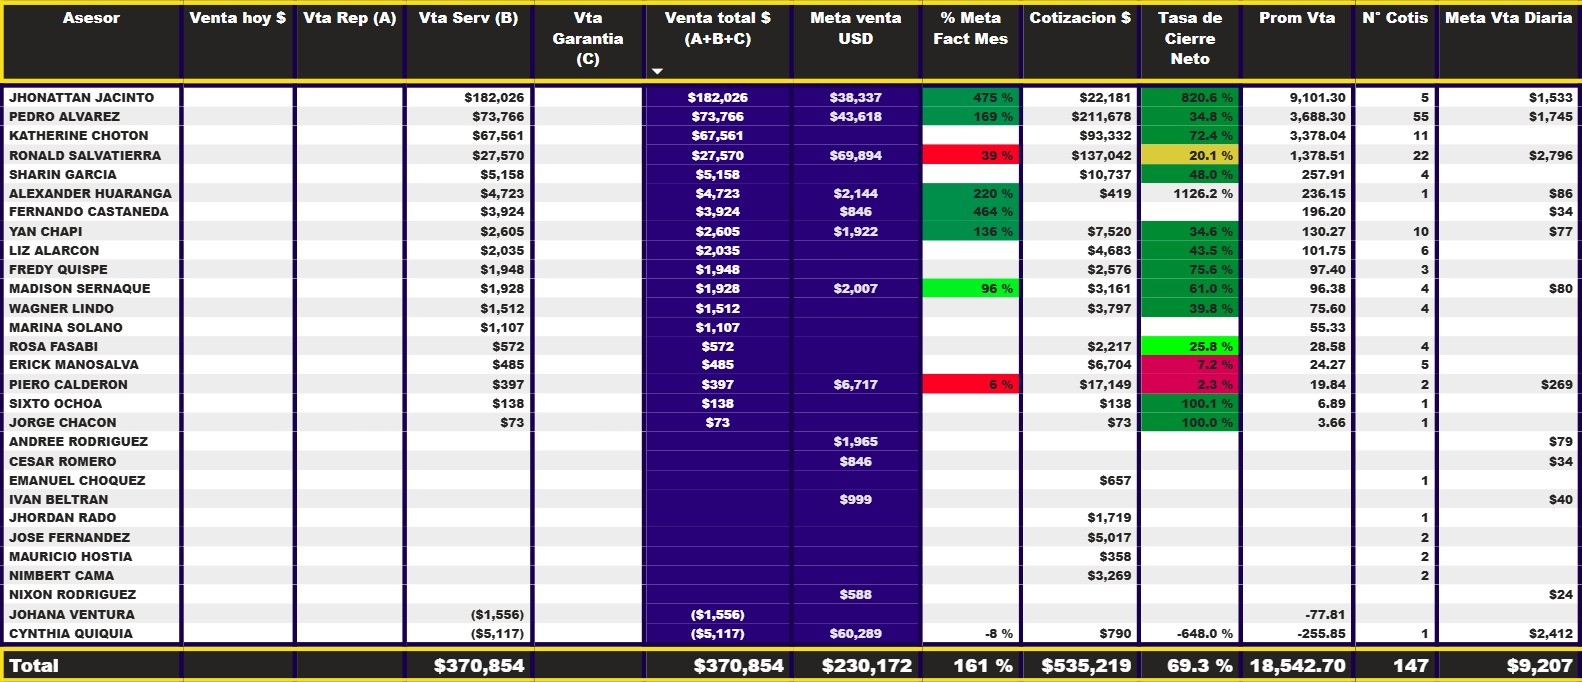 Asesor Venta hoy $ Vta Rep (A) Vta Serv (B) Vta Garantia (C) Venta total $ (A+B+C) Meta venta USD % Meta Fact Mes Cotizacion $ Tasa de Cierre Neto Prom Vta N° Cotis Meta Vta Diaria
JHONATTAN JACINTO $182,026 $182,026 $38,337 475 % $22,181 820.6 % 9,101.30 5 $1,533
PEDRO ALVAREZ $73,766 $73,766 $43,618 169 % $211,678 34.8 % 3,688.30 55 $1,745
KATHERINE CHOTON $67,561 $67,561 $93,332 72.4 % 3,378.04 11
RONALD SALVATIERRA $27,570 $27,570 $69,894 39 % $137,042 20.1 % 1,378.51 22 $2,796
SHARIN GARCIA $5,158 $5,158 $10,737 48.0 % 257.91 4
ALEXANDER HUARANGA $4,723 $4,723 $2,144 220 % $419 1126.2 % 236.15 1 $86
FERNANDO CASTANEDA $3,924 $3,924 $846 464 % 196.20 $34
YAN CHAPI $2,605 $2,605 $1,922 136 % $7,520 34.6 % 130.27 10 $77
LIZ ALARCON $2,035 $2,035 $4,683 43.5 % 101.75 6
FREDY QUISPE $1,948 $1,948 $2,576 75.6 % 97.40 3
MADISON SERNAQUE $1,928 $1,928 $2,007 96 % $3,161 61.0 % 96.38 4 $80
WAGNER LINDO $1,512 $1,512 $3,797 39.8 % 75.60 4
MARINA SOLANO $1,107 $1,107 55.33
ROSA FASABI $572 $572 $2,217 25.8 % 28.58 4
ERICK MANOSALVA $485 $485 $6,704 7.2 % 24.27 5
PIERO CALDERON $397 $397 $6,717 6 % $17,149 2.3 % 19.84 2 $269
SIXTO OCHOA $138 $138 $138 100.1 % 6.89 1
JORGE CHACON $73 $73 $73 100.0 % 3.66 1
ANDREE RODRIGUEZ $1,965 $79
CESAR ROMERO $846 $34
EMANUEL CHOQUEZ $657 1
IVAN BELTRAN $999 $40
JHORDAN RADO $1,719 1
JOSE FERNANDEZ $5,017 2
MAURICIO HOSTIA $358 2
NIMBERT CAMA $3,269 2
NIXON RODRIGUEZ $588 $24
JOHANA VENTURA ($1,556) ($1,556) -77.81
CYNTHIA QUIQUIA ($5,117) ($5,117) $60,289 -8 % $790 -648.0 % -255.85 1 $2,412
Total $370,854 $370,854 $230,172 161 % $535,219 69.3 % 18,542.70 147 $9,207